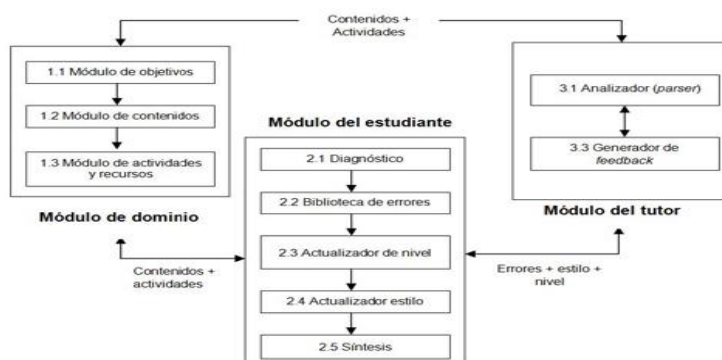 Contenidos +
Actividades
1.1 Módulo de objetivos
1.2 Módulo de contenidos
1.3 Módulo de actividades
y recursos
Módulo de dominio
Contenidos +
actividades
Módulo del estudiante
2.1 Diagnóstico
2.2 Biblioteca de errores
2.3 Actualizador de nivel
2.4 Actualizador estilo
2.5 Síntesis
3.1 Analizador (parser)
3.3 Generador de
feedback
Módulo del tutor
Errores + estilo +
nivel